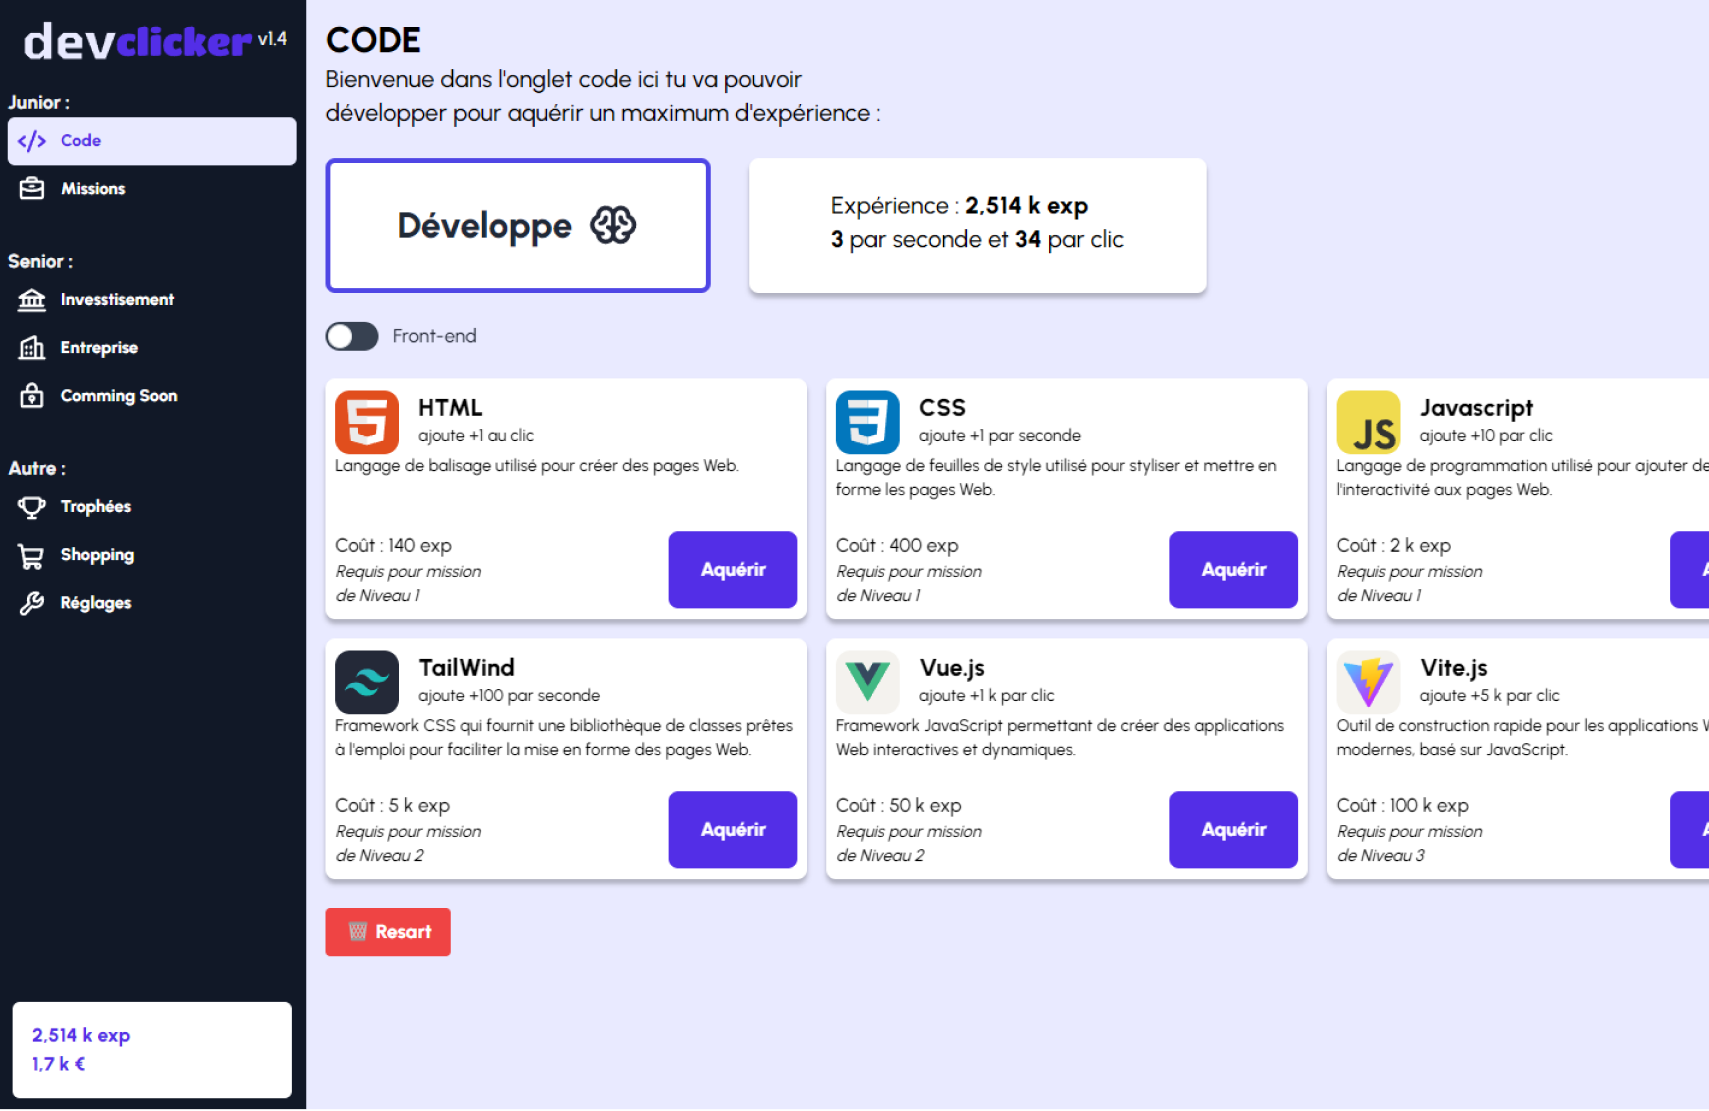 devclicker v1.4
Junior :
Code
Missions
Senior :
Invesstisement
Entreprise
Comming Soon
Autre :
Trophées
Shopping
Réglages
2,514 k exp
1,7 k €
CODE
Bienvenue dans l'onglet code ici tu va pouvoir
développer pour aquérir un maximum d'expérience :
Développe
Expérience : 2,514 k exp
3 par seconde et 34 par clic
Front-end
HTML
ajoute +1 au clic
Langage de balisage utilisé pour créer des pages Web.
Coût : 140 exp
Requis pour mission
de Niveau 1
Aquérir
CSS
ajoute +1 par seconde
Langage de feuilles de style utilisé pour styliser et mettre en
forme les pages Web.
Coût : 400 exp
Requis pour mission
de Niveau 1
Aquérir
JS
Javascript
ajoute +10 par clic
Langage de programmation utilisé pour ajouter de
l'interactivité aux pages Web.
Coût : 2 k exp
Requis pour mission
de Niveau 1
TailWind
ajoute +100 par seconde
Framework CSS qui fournit une bibliothèque de classes prêtes
à l'emploi pour faciliter la mise en forme des pages Web.
Coût : 5 k exp
Requis pour mission
de Niveau 2
Aquérir
Vue.js
ajoute +1 k par clic
Framework JavaScript permettant de créer des applications
Web interactives et dynamiques.
Coût : 50 k exp
Requis pour mission
de Niveau 2
Aquérir
Vite.js
ajoute +5 k par clic
Outil de construction rapide pour les applications
modernes, basé sur JavaScript.
Coût : 100 k exp
Requis pour mission
de Niveau 3
Resart